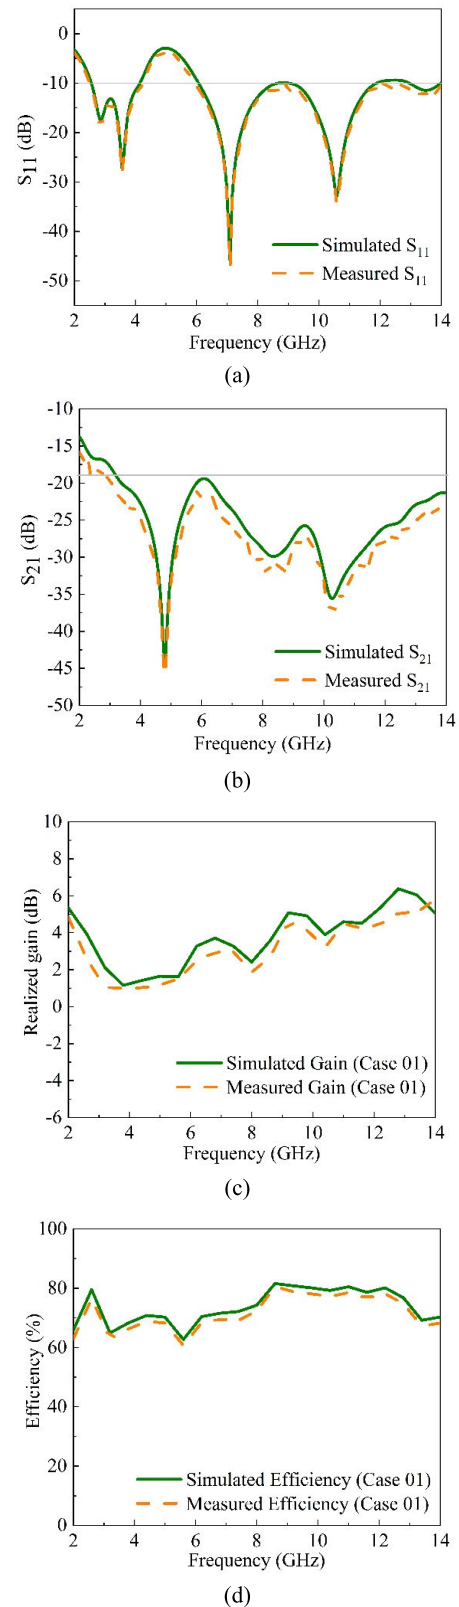 0
-10
-20
-30
-40
-50
S11 (dB)
Simulated S11
Measured S11
2 4 6 8 10 12 14
Frequency (GHz)
(a)
-10
-15
-20
-25
-30
-35
-40
-45
-50
S21 (dB)
Simulated S21
Measured S21
2 4 6 8 10 12 14
Frequency (GHz)
(b)
10
8
6
4
2
0
-2
-4
-6
Realized gain (dB)
Simulated Gain (Case 01)
Measured Gain (Case 01)
2 4 6 8 10 12 14
Frequency (GHz)
(c)
100
80
60
40
20
0
Efficiency (%)
Simulated Efficiency (Case 01)
Measured Efficiency (Case 01)
2 4 6 8 10 12 14
Frequency (GHz)
(d)